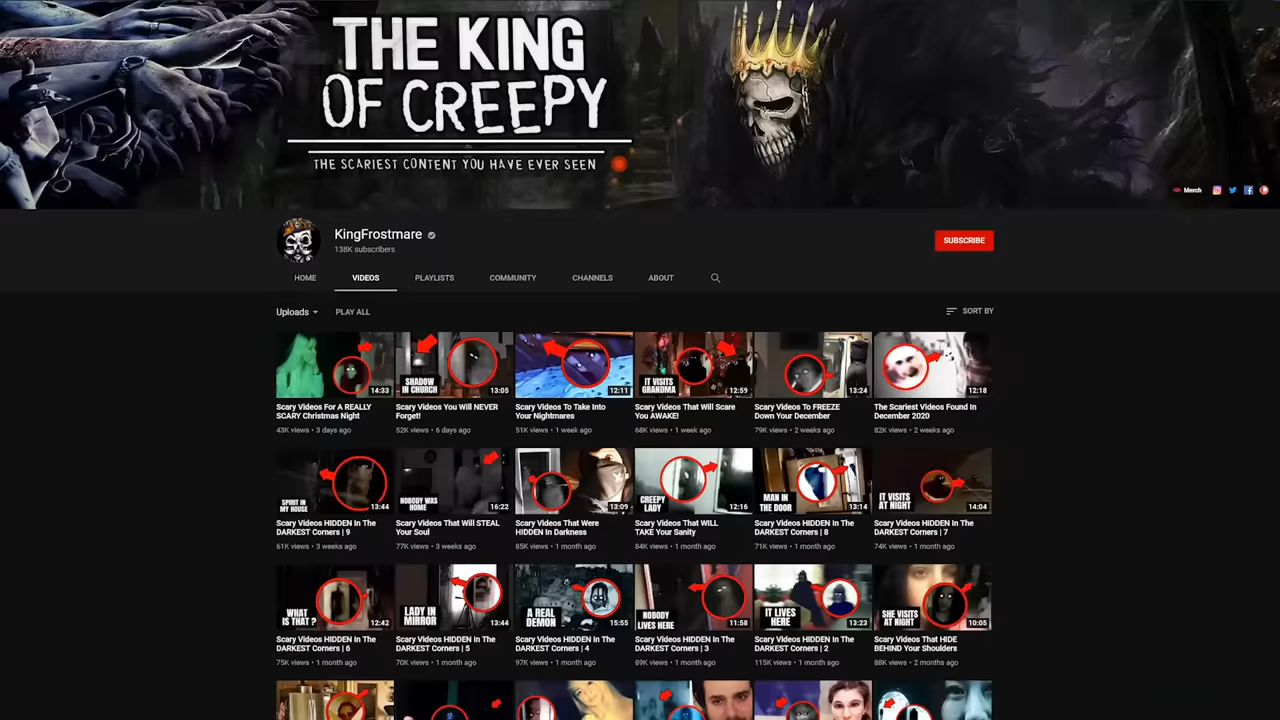 THE KING
OF CREEPY
THE SCARIEST CONTENT YOU HAVE EVER SEEN
Merch
KingFrostmare
138K subscribers
SUBSCRIBE
HOME VIDEOS PLAYLISTS COMMUNITY CHANNELS ABOUT
Uploads PLAY ALL SORT BY
14:33
SHADOW
IN CHURCH
13:05
12:11
IT VISITS
GRANDMA
12:59
13:24
12:18
Scary Videos For A REALLY
SCARY Christmas Night
43K views • 3 days ago
Scary Videos You Will NEVER
Forget!
52K views • 6 days ago
Scary Videos To Take Into
Your Nightmares
51K views • 1 week ago
Scary Videos That Will Scare
You AWAKE!
68K views • 1 week ago
Scary Videos To FREEZE
Down Your December
79K views • 2 weeks ago
The Scariest Videos Found In
December 2020
82K views • 2 weeks ago
SPIRIT IN
MY HOUSE
13:44
NOBODY WAS
HOME
16:22
13:09
CREEPY
LADY
12:16
MAN IN
THE DOOR
13:14
IT VISITS
AT NIGHT
14:04
Scary Videos HIDDEN In The
DARKEST Corners | 9
61K views • 3 weeks ago
Scary Videos That Will STEAL
Your Soul
77K views • 3 weeks ago
Scary Videos That Were
HIDDEN In Darkness
85K views • 1 month ago
Scary Videos That WILL
TAKE Your Sanity
84K views • 1 month ago
Scary Videos HIDDEN In The
DARKEST Corners | 8
71K views • 1 month ago
Scary Videos HIDDEN In The
DARKEST Corners | 7
74K views • 1 month ago
WHAT
IS THAT ?
12:42
LADY IN
MIRROR
13:44
A REAL
DEMON
15:55
NOBODY
LIVES HERE
11:58
IT LIVES
HERE
13:23
SHE VISITS
AT NIGHT
10:05
Scary Videos HIDDEN In The
DARKEST Corners | 6
75K views • 1 month ago
Scary Videos HIDDEN In The
DARKEST Corners | 5
70K views • 1 month ago
Scary Videos HIDDEN In The
DARKEST Corners | 4
97K views • 1 month ago
Scary Videos HIDDEN In The
DARKEST Corners | 3
89K views • 1 month ago
Scary Videos HIDDEN In The
DARKEST Corners | 2
115K views • 1 month ago
Scary Videos That HIDE
BEHIND Your Shoulders
88K views • 2 months ago